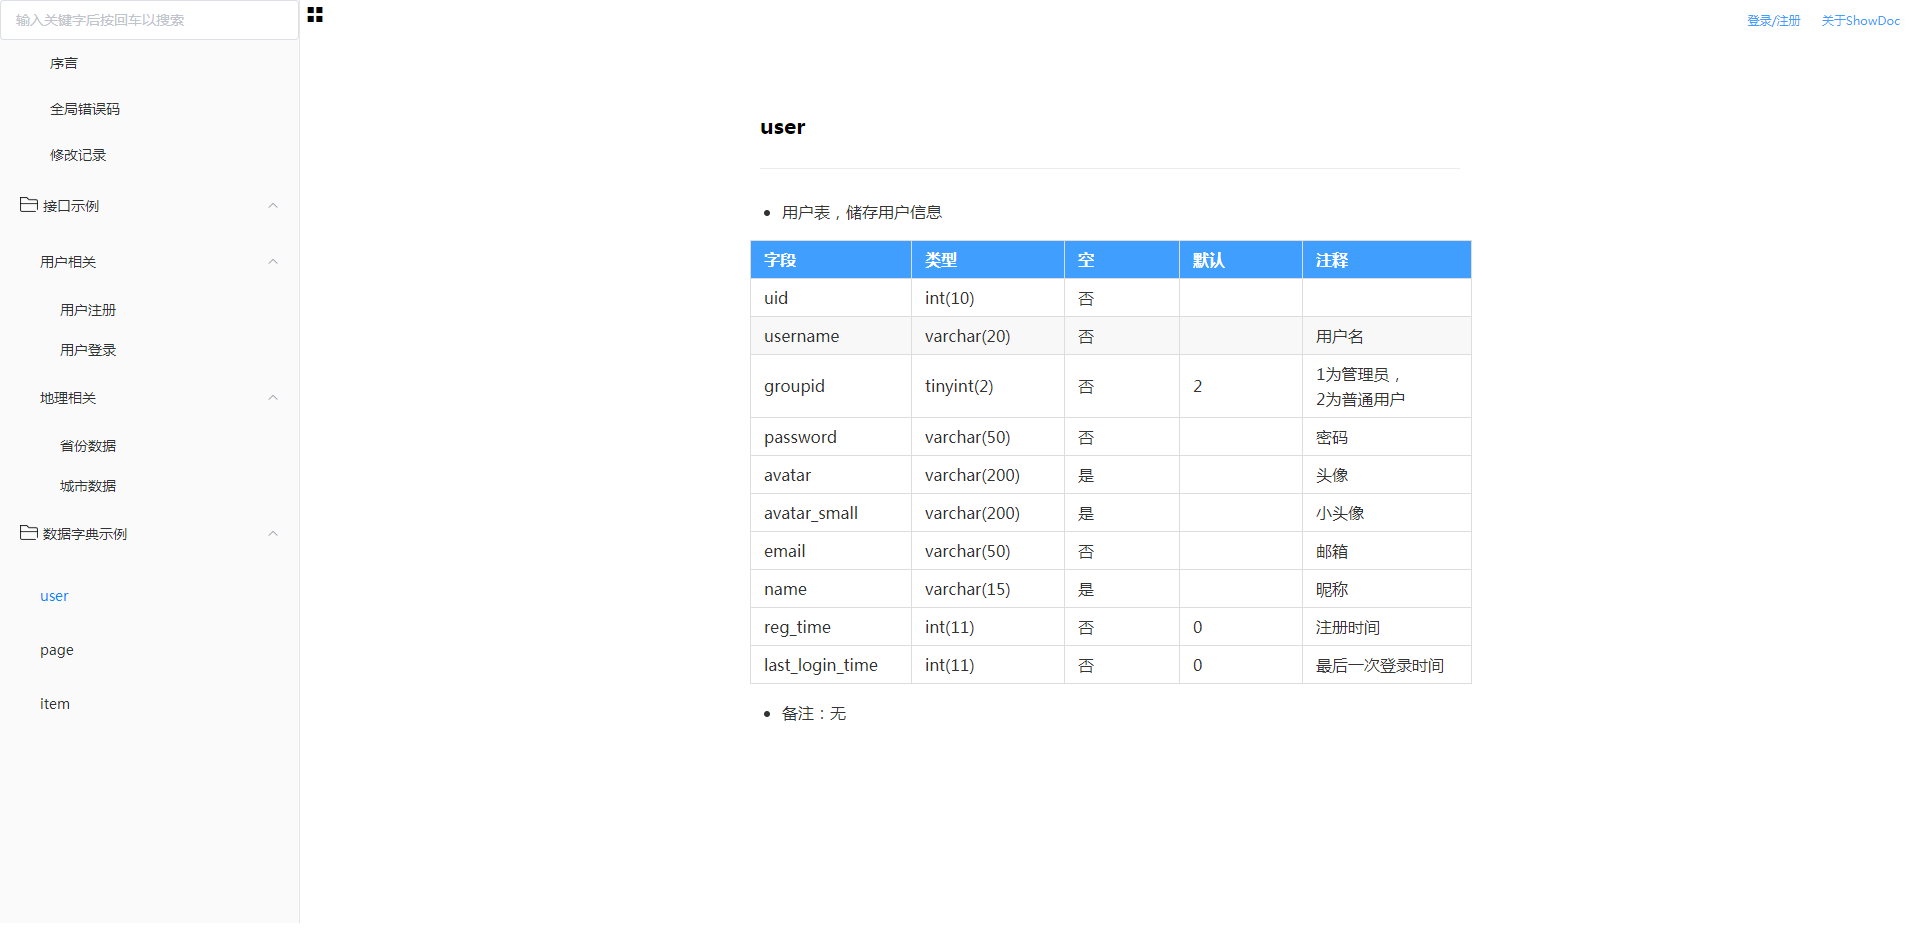 输入关键字后按回车以搜索
登录/注册 关于ShowDoc
序言
全局错误码
修改记录
接口示例
用户相关
用户注册
用户登录
地理相关
省份数据
城市数据
数据字典示例
user
page
item
user
用户表，储存用户信息
字段 类型 空 默认 注释
uid int(10) 否
username varchar(20) 否 用户名
groupid tinyint(2) 否 2 1为管理员，
2为普通用户
password varchar(50) 否 密码
avatar varchar(200) 是 头像
avatar_small varchar(200) 是 小头像
email varchar(50) 否 邮箱
name varchar(15) 是 昵称
reg_time int(11) 否 0 注册时间
last_login_time int(11) 否 0 最后一次登录时间
备注：无